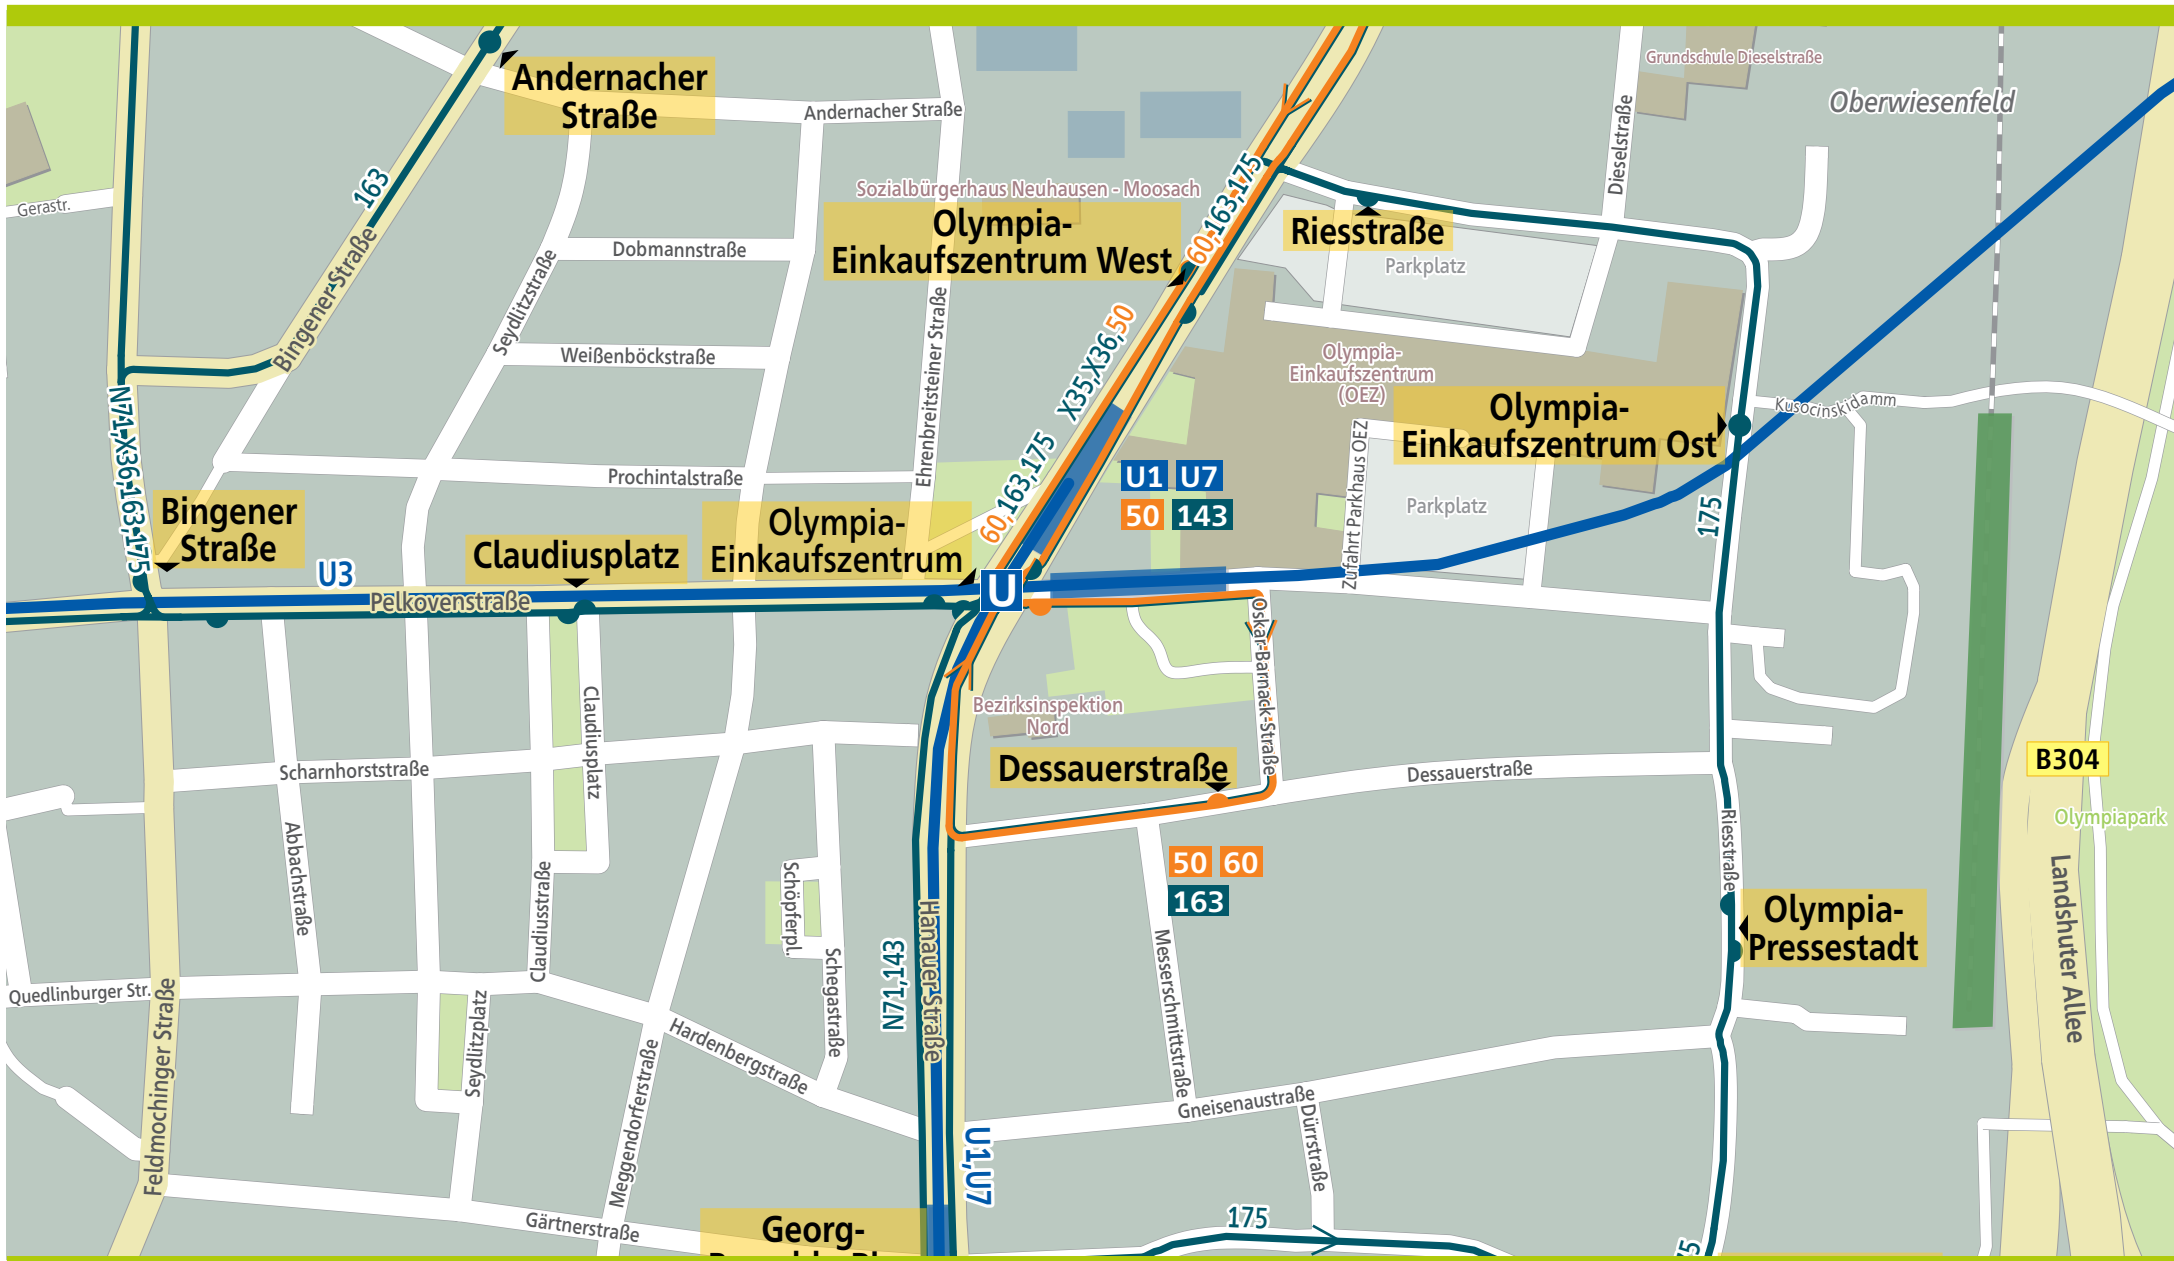 Andernacher
Straße
Andernacher Straße
Grundschule Dieselstraße
Oberwiesenfeld
Dieselstraße
163
Gerastr.
Sozialbürgerhaus Neuhausen - Moosach
Olympia-
Einkaufszentrum West
60,163,175
Riesstraße
Parkplatz
Dobmannstraße
Bingener Straße
Seydlitzstraße
Weißenböckstraße
Ehrenbreitsteiner Straße
X35,X36,50
Olympia-
Einkaufszentrum
(OEZ)
Olympia-
Einkaufszentrum Ost
Kusocinskidamm
N71,X36,163,175
Prochintalstraße
60,163,175
U1 U7
50 143
Zufahrt Parkhaus OEZ
Parkplatz
175
Bingener
Straße
U3
Claudiusplatz
Olympia-
Einkaufszentrum
U
Pelkovenstraße
Oskar-Barnack-Straße
Claudiusplatz
Bezirksinspektion
Nord
Dessauerstraße
Dessauerstraße
B304
Scharnhorststraße
Abbachstraße
Claudiusstraße
Schöpferpl.
Schegastraße
50 60
163
Riesstraße
Olympiapark
Landshuter Allee
Olympia-
Pressestadt
N71,143
Hanauer Straße
Messerschmittstraße
Quedlinburger Str.
Feldmochinger Straße
Seydlitzplatz
Hardenbergstraße
Meggendorferstraße
Gneisenaustraße
Dürrstraße
U1,U7
Gärtnerstraße
Georg-
175